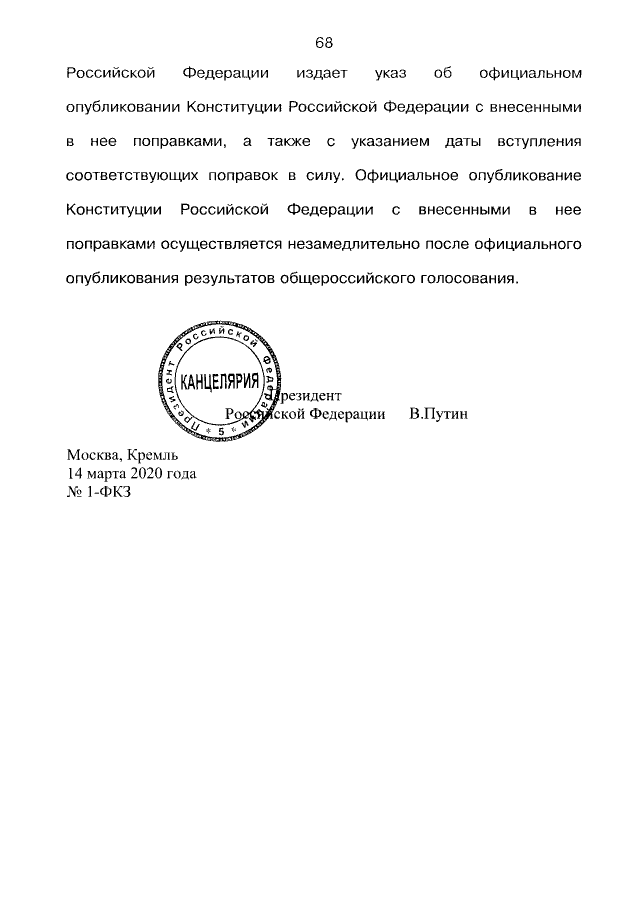 68
Российской Федерации издает указ об официальном
опубликовании Конституции Российской Федерации с внесенными
в нее поправками, а также с указанием даты вступления
соответствующих поправок в силу. Официальное опубликование
Конституции Российской Федерации с внесенными в нее
поправками осуществляется незамедлительно после официального
опубликования результатов общероссийского голосования.
Президент Российской Федерации
КАНЦЕЛЯРИЯ
* 5 *
Президент
Российской Федерации В.Путин
Москва, Кремль
14 марта 2020 года
№ 1-ФКЗ